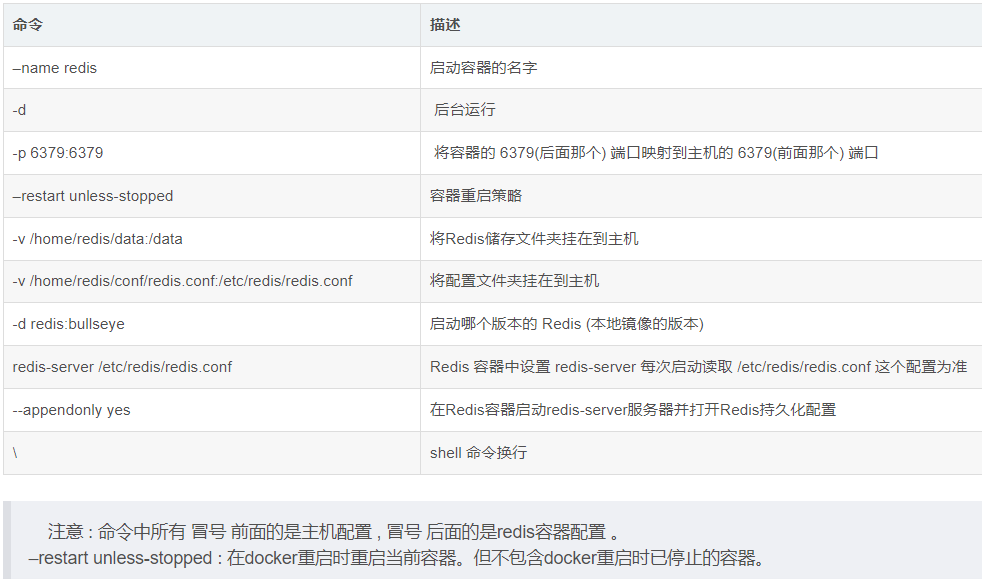 命令 描述
–name redis 启动容器的名字
-d 后台运行
-p 6379:6379 将容器的 6379(后面那个) 端口映射到主机的 6379(前面那个) 端口
–restart unless-stopped 容器重启策略
-v /home/redis/data:/data 将Redis储存文件夹挂在到主机
-v /home/redis/conf/redis.conf:/etc/redis/redis.conf 将配置文件夹挂在到主机
-d redis:bullseye 启动哪个版本的 Redis (本地镜像的版本)
redis-server /etc/redis/redis.conf Redis 容器中设置 redis-server 每次启动读取 /etc/redis/redis.conf 这个配置为准
--appendonly yes 在Redis容器启动redis-server服务器并打开Redis持久化配置
\ shell 命令换行
注意 : 命令中所有 冒号 前面的是主机配置 , 冒号 后面的是redis容器配置 。
–restart unless-stopped : 在docker重启时重启当前容器。但不包含docker重启时已停止的容器。